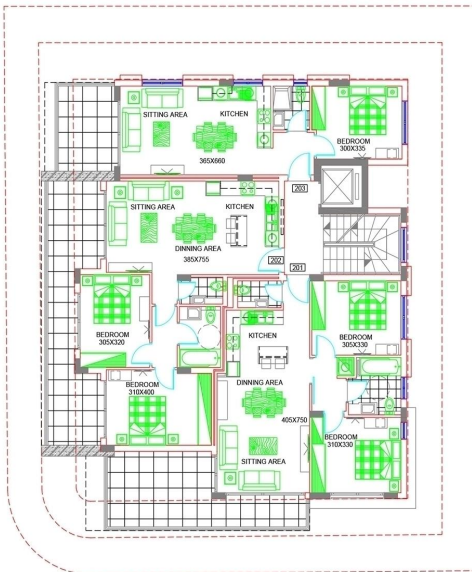 SITTING AREA
KITCHEN
365X660
BEDROOM
300X335
203
SITTING AREA
KITCHEN
DINNING AREA
385X755
202
201
BEDROOM
305X320
KITCHEN
BEDROOM
305X330
BEDROOM
310X400
DINNING AREA
405X750
SITTING AREA
BEDROOM
310X330